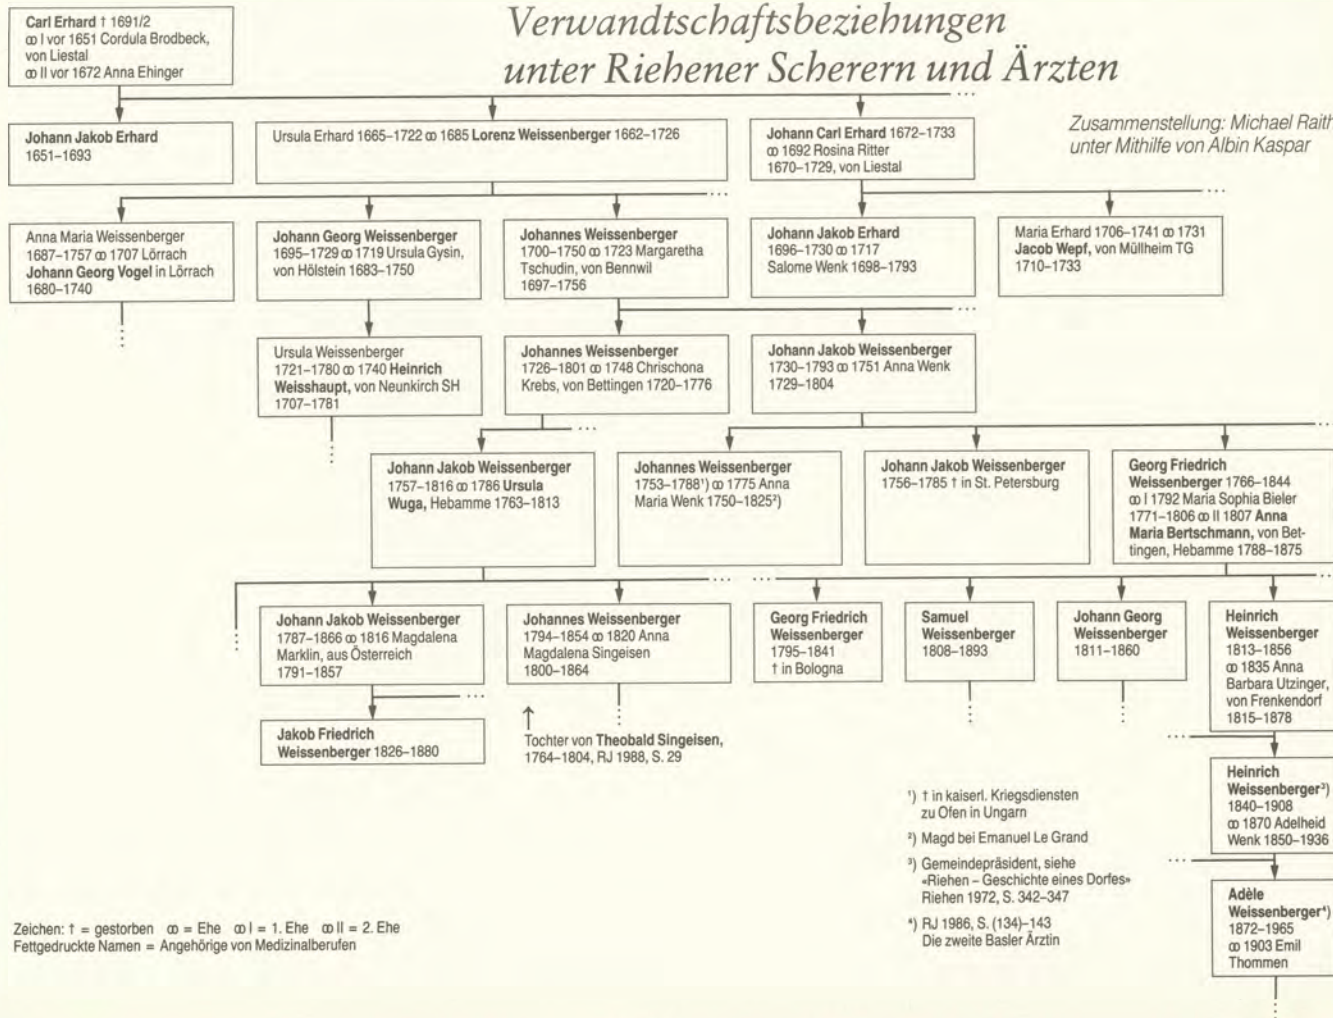 Verwandtschaftsbeziehungen
unter Riehener Scherern und Ärzten
Zusammenstellung: Michael Raith
unter Mithilfe von Albin Kaspar
Carl Erhard † 1691/2
⚭ I vor 1651 Cordula Brodbeck,
von Liestal
⚭ II vor 1672 Anna Ehinger
Johann Jakob Erhard
1651–1693
Ursula Erhard 1665–1722 ⚭ 1685 Lorenz Weissenberger 1662–1726
Johann Carl Erhard 1672–1733
⚭ 1692 Rosina Ritter
1670–1729, von Liestal
Anna Maria Weissenberger
1687–1757 ⚭ 1707 Lörrach
Johann Georg Vogel in Lörrach
1680–1740
Johann Georg Weissenberger
1695–1729 ⚭ 1719 Ursula Gysin,
von Hölstein 1683–1750
Johannes Weissenberger
1700–1750 ⚭ 1723 Margaretha
Tschudin, von Bennwil
1697–1756
Johann Jakob Erhard
1696–1730 ⚭ 1717
Salome Wenk 1698–1793
Maria Erhard 1706–1741 ⚭ 1731
Jacob Wepf, von Müllheim TG
1710–1733
Ursula Weissenberger
1721–1780 ⚭ 1740 Heinrich
Weisshaupt, von Neunkirch SH
1707–1781
Johannes Weissenberger
1726–1801 ⚭ 1748 Chrischona
Krebs, von Bettingen 1720–1776
Johann Jakob Weissenberger
1730–1793 ⚭ 1751 Anna Wenk
1729–1804
Johann Jakob Weissenberger
1757–1816 ⚭ 1786 Ursula
Wuga, Hebamme 1763–1813
Johannes Weissenberger
1753–1788¹) ⚭ 1775 Anna
Maria Wenk 1750–1825²)
Johann Jakob Weissenberger
1756–1785 † in St. Petersburg
Georg Friedrich
Weissenberger 1766–1844
⚭ I 1792 Maria Sophia Bieler
1771–1806 ⚭ II 1807 Anna
Maria Bertschmann, von Bet-
tingen, Hebamme 1788–1875
Johann Jakob Weissenberger
1787–1866 ⚭ 1816 Magdalena
Marklin, aus Österreich
1791–1857
Johannes Weissenberger
1794–1854 ⚭ 1820 Anna
Magdalena Singeisen
1800–1864
Georg Friedrich
Weissenberger
1795–1841
† in Bologna
Samuel
Weissenberger
1808–1893
Johann Georg
Weissenberger
1811–1860
Heinrich
Weissenberger
1813–1856
⚭ 1835 Anna
Barbara Utzinger,
von Frenkendorf
1815–1878
Jakob Friedrich
Weissenberger 1826–1880
Tochter von Theobald Singeisen,
1764–1804, RJ 1988, S. 29
Heinrich
Weissenberger³)
1840–1908
⚭ 1870 Adelheid
Wenk 1850–1936
Adèle
Weissenberger⁴)
1872–1965
⚭ 1903 Emil
Thommen
¹) † in kaiserl. Kriegsdiensten
zu Ofen in Ungarn
²) Magd bei Emanuel Le Grand
³) Gemeindepräsident, siehe
«Riehen – Geschichte eines Dorfes»
Riehen 1972, S. 342–347
⁴) RJ 1986, S. (134)–143
Die zweite Basler Ärztin
Zeichen: † = gestorben ⚭ = Ehe ⚭ I = 1. Ehe ⚭ II = 2. Ehe
Fettgedruckte Namen = Angehörige von Medizinalberufen